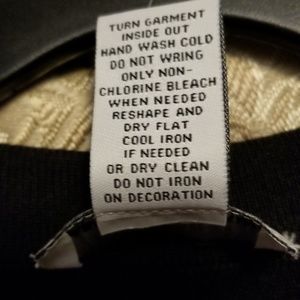 TURN GARMENT
INSIDE OUT
HAND WASH COLD
DO NOT WRING
ONLY NON-
CHLORINE BLEACH
WHEN NEEDED
RESHAPE AND
DRY FLAT
COOL IRON
IF NEEDED
OR DRY CLEAN
DO NOT IRON
ON DECORATION